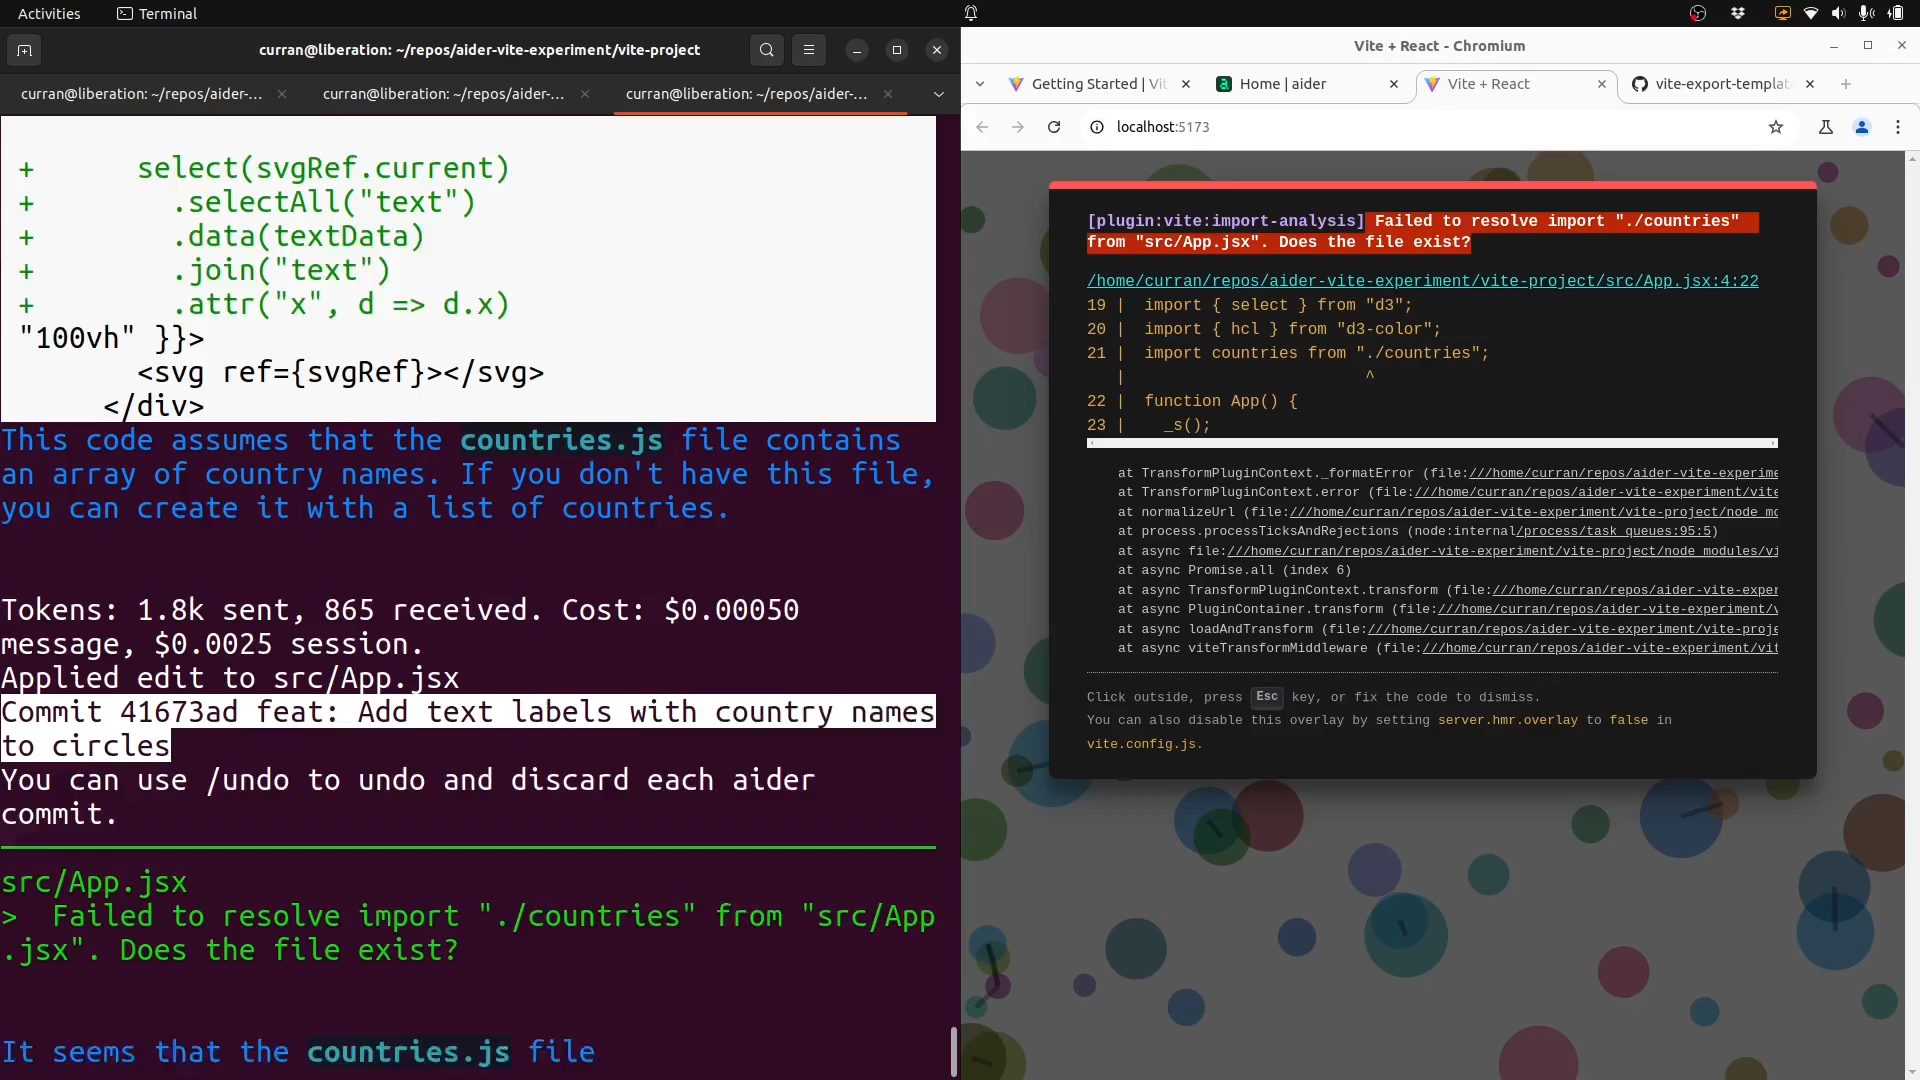 Activities
Terminal
curran@liberation: ~/repos/aider-vite-experiment/vite-project
curran@liberation: ~/repos/aider-...
curran@liberation: ~/repos/aider-...
curran@liberation: ~/repos/aider-...
+      select(svgRef.current)
+        .selectAll("text")
+        .data(textData)
+        .join("text")
+        .attr("x", d => d.x)
"100vh" }}>
<svg ref={svgRef}></svg>
</div>
This code assumes that the countries.js file contains
an array of country names. If you don't have this file,
you can create it with a list of countries.
Tokens: 1.8k sent, 865 received. Cost: $0.00050
message, $0.0025 session.
Applied edit to src/App.jsx
Commit 41673ad feat: Add text labels with country names
to circles
You can use /undo to undo and discard each aider
commit.
src/App.jsx
>  Failed to resolve import "./countries" from "src/App
.jsx". Does the file exist?
It seems that the countries.js file
Vite + React - Chromium
Getting Started | Vit
Home | aider
Vite + React
vite-export-templat
localhost:5173
[plugin:vite:import-analysis] Failed to resolve import "./countries"
from "src/App.jsx". Does the file exist?
/home/curran/repos/aider-vite-experiment/vite-project/src/App.jsx:4:22
19 |  import { select } from "d3";
20 |  import { hcl } from "d3-color";
21 |  import countries from "./countries";
|                         ^
22 |  function App() {
23 |    _s();
at TransformPluginContext._formatError (file:///home/curran/repos/aider-vite-experime
at TransformPluginContext.error (file:///home/curran/repos/aider-vite-experiment/vite
at normalizeUrl (file:///home/curran/repos/aider-vite-experiment/vite-project/node_mo
at process.processTicksAndRejections (node:internal/process/task_queues:95:5)
at async file:///home/curran/repos/aider-vite-experiment/vite-project/node_modules/vi
at async Promise.all (index 6)
at async TransformPluginContext.transform (file:///home/curran/repos/aider-vite-exper
at async PluginContainer.transform (file:///home/curran/repos/aider-vite-experiment/v
at async loadAndTransform (file:///home/curran/repos/aider-vite-experiment/vite-proje
at async viteTransformMiddleware (file:///home/curran/repos/aider-vite-experiment/vit
Click outside, press Esc key, or fix the code to dismiss.
You can also disable this overlay by setting server.hmr.overlay to false in
vite.config.js.